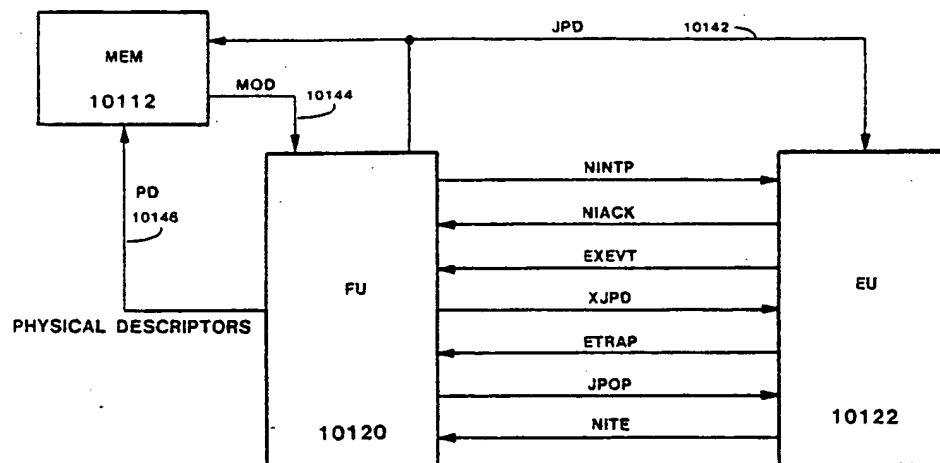 JPD
10142
MEM
10112
MOD
10144
PD
10146
PHYSICAL DESCRIPTORS
NINTP
NIACK
EXEVT
FU
XJPD
EU
ETRAP
JPOP
10120
NITE
10122